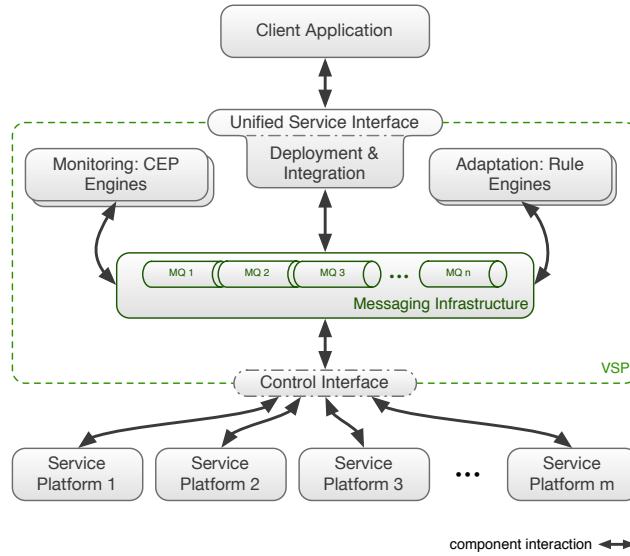 Client Application
Unified Service Interface
Deployment &
Integration
Monitoring: CEP
Engines
Adaptation: Rule
Engines
MQ 1
MQ 2
MQ 3
•••
MQ n
Messaging Infrastructure
VSP
Control Interface
Service
Platform 1
Service
Platform 2
Service
Platform 3
•••
Service
Platform m
component interaction